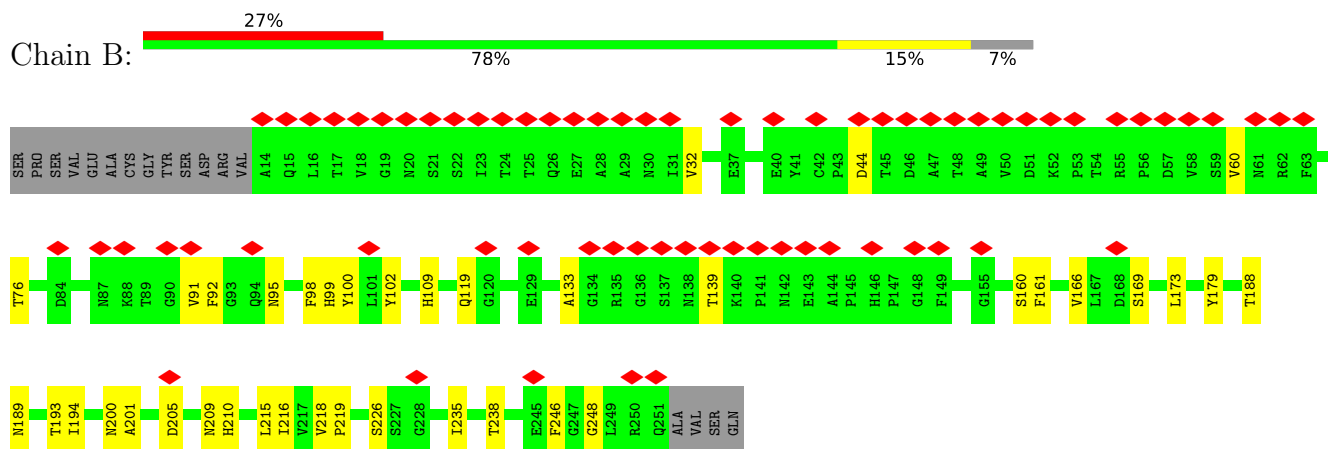 27%
Chain B:
78% 15% 7%
SER PRO SER VAL GLU ALA CYS GLY TYR SER ASP ARG VAL A14 Q15 L16 T17 V18 G19 N20 S21 S22 I23 T24 T25 Q26 E27 A28 A29 N30 I31 V32 E37 E40 Y41 C42 P43 D44 T45 D46 A47 T48 A49 V50 D51 K52 P53 T54 R55 P56 D57 V58 S59 V60 N61 R62 F63
T76 D84 N87 K88 T89 G90 V91 F92 G93 Q94 N95 F98 H99 Y100 L101 Y102 H109 Q119 G120 E129 A133 G134 R135 G136 S137 N138 T139 K140 P141 N142 E143 A144 P145 H146 P147 G148 F149 G155 S160 F161 V166 L167 D168 S169 L173 Y179 T188
N189 T193 I194 N200 A201 D205 N209 H210 L215 I216 V217 V218 P219 S226 S227 G228 I235 T238 E245 F246 G247 G248 L249 R250 Q251 ALA VAL SER GLN